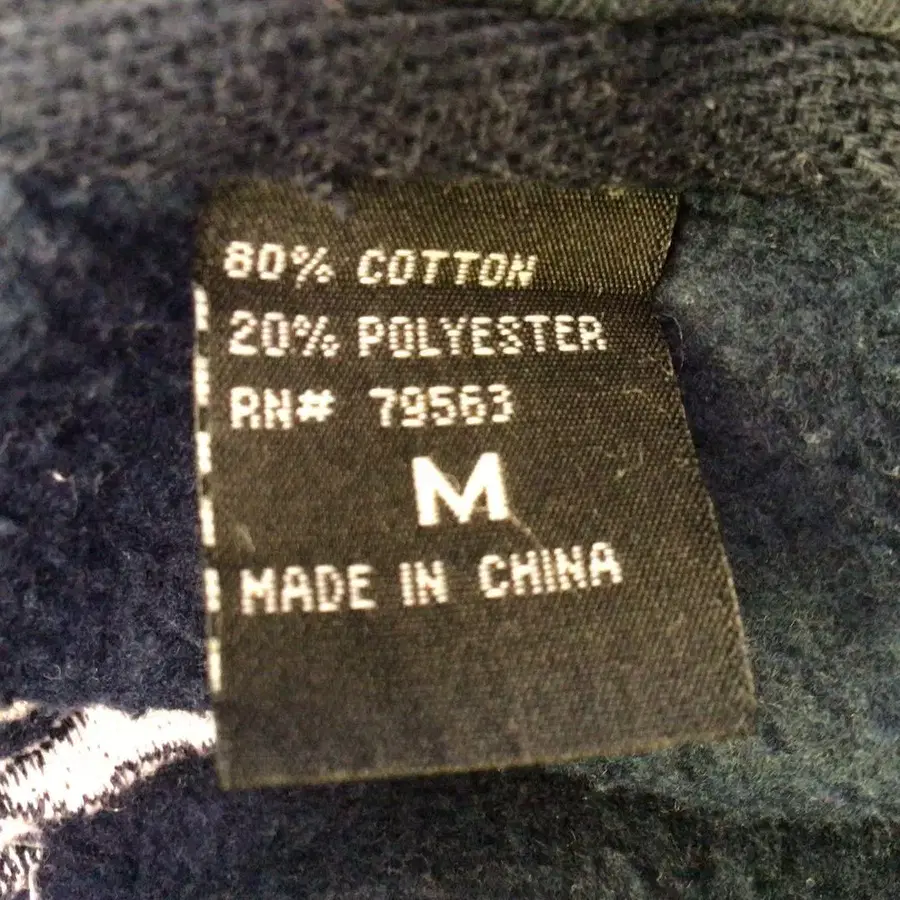 80% COTTON
20% POLYESTER
RN# 79563
M
MADE IN CHINA